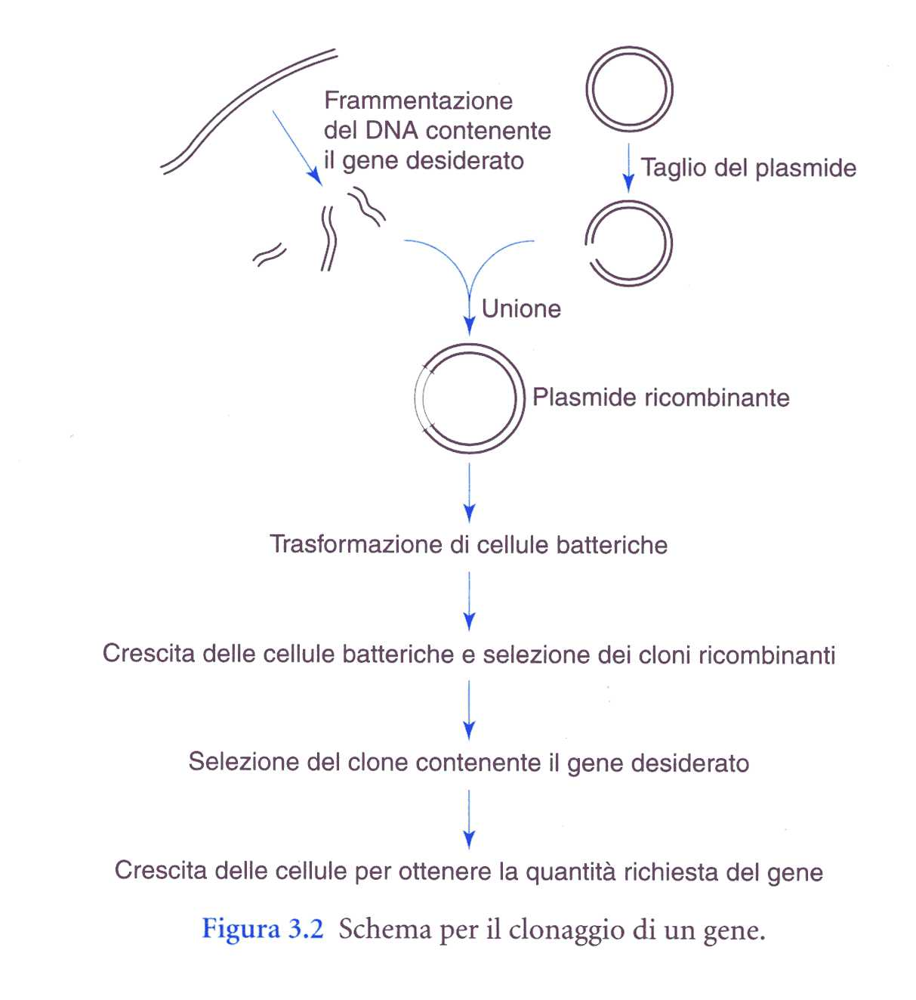 Frammentazione
del DNA contenente
il gene desiderato
Taglio del plasmide
Unione
Plasmide ricombinante
Trasformazione di cellule batteriche
Crescita delle cellule batteriche e selezione dei cloni ricombinanti
Selezione del clone contenente il gene desiderato
Crescita delle cellule per ottenere la quantità richiesta del gene
Figura 3.2 Schema per il clonaggio di un gene.